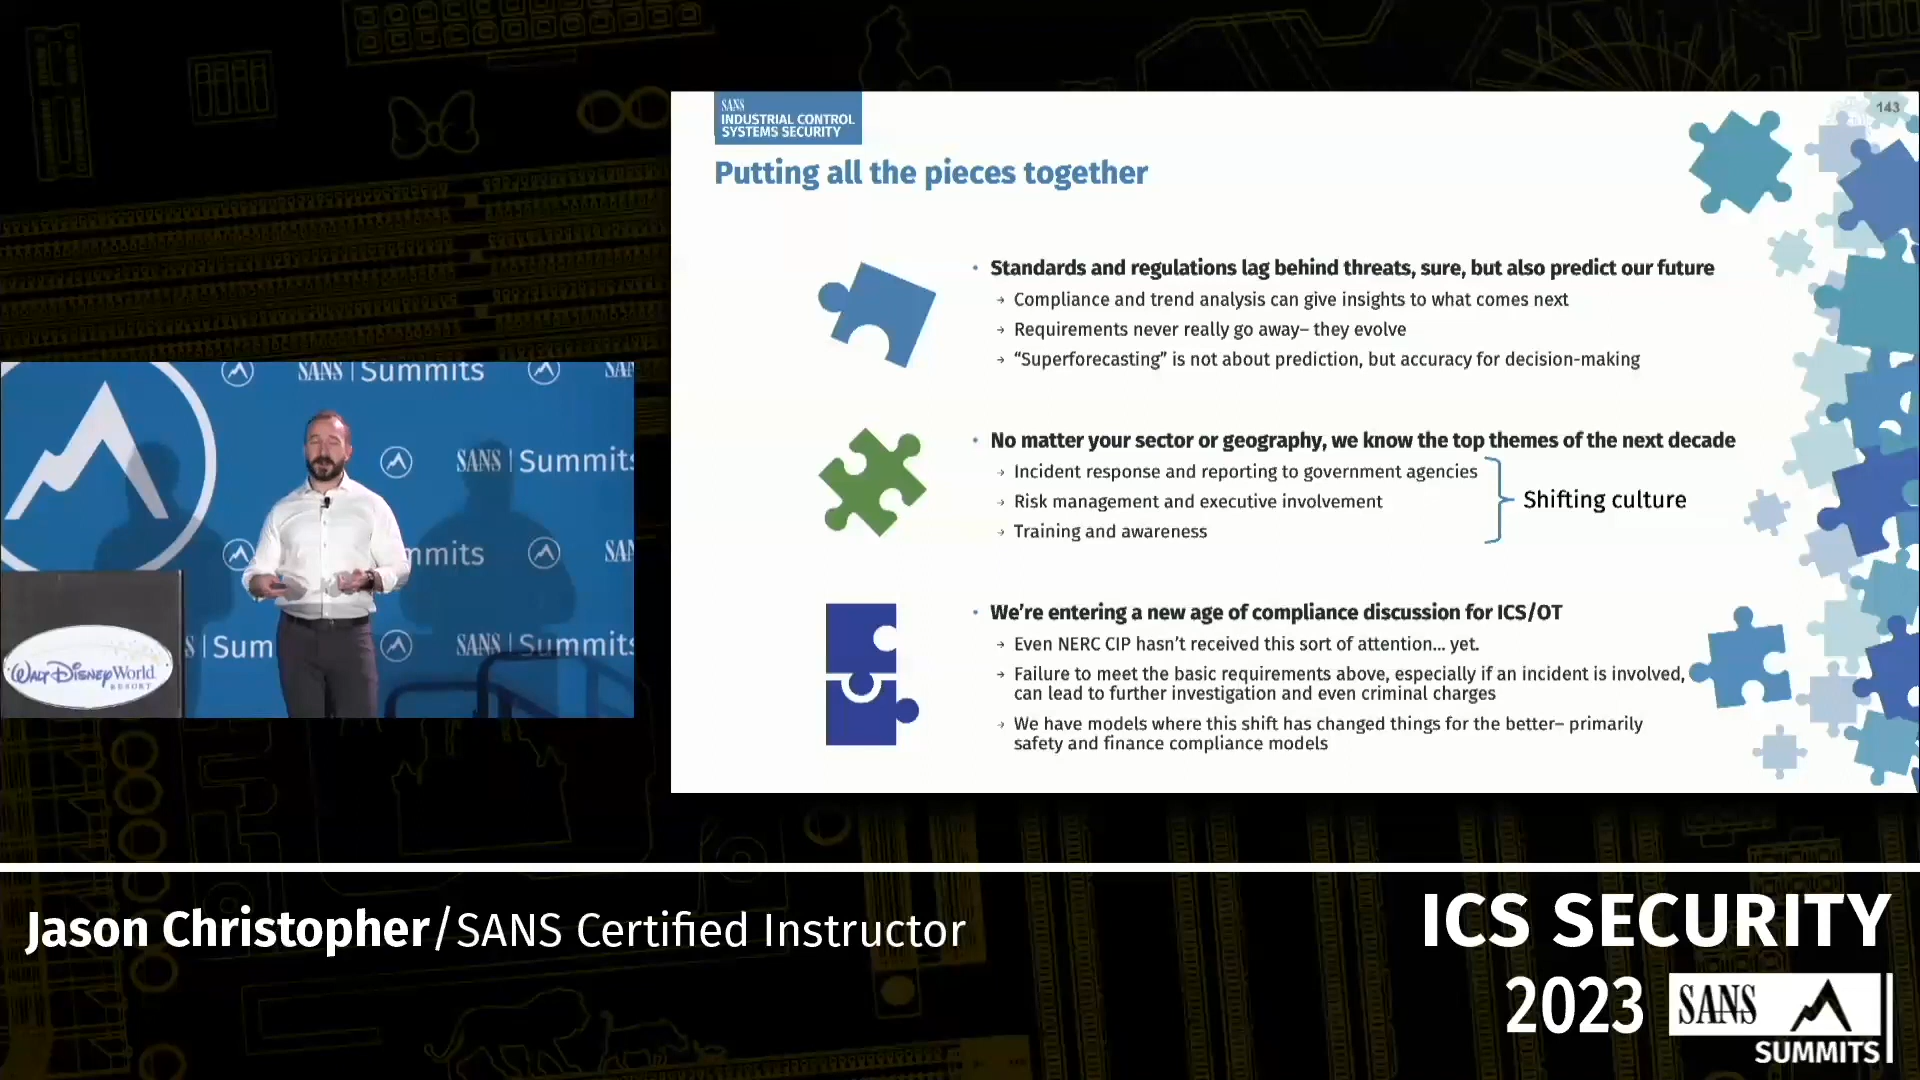 SANS
INDUSTRIAL CONTROL
SYSTEMS SECURITY
143
Putting all the pieces together
• Standards and regulations lag behind threats, sure, but also predict our future
→ Compliance and trend analysis can give insights to what comes next
→ Requirements never really go away– they evolve
→ “Superforecasting” is not about prediction, but accuracy for decision-making
• No matter your sector or geography, we know the top themes of the next decade
→ Incident response and reporting to government agencies
→ Risk management and executive involvement
→ Training and awareness
Shifting culture
• We’re entering a new age of compliance discussion for ICS/OT
→ Even NERC CIP hasn’t received this sort of attention... yet.
→ Failure to meet the basic requirements above, especially if an incident is involved,
can lead to further investigation and even criminal charges
→ We have models where this shift has changed things for the better– primarily
safety and finance compliance models
SANS | Summits
SAN
SANS | Summits
mmits
SAN
S | Sum
SANS | Summits
Walt Disney World
RESORT
Jason Christopher/SANS Certified Instructor
ICS SECURITY
2023
SANS
SUMMITS